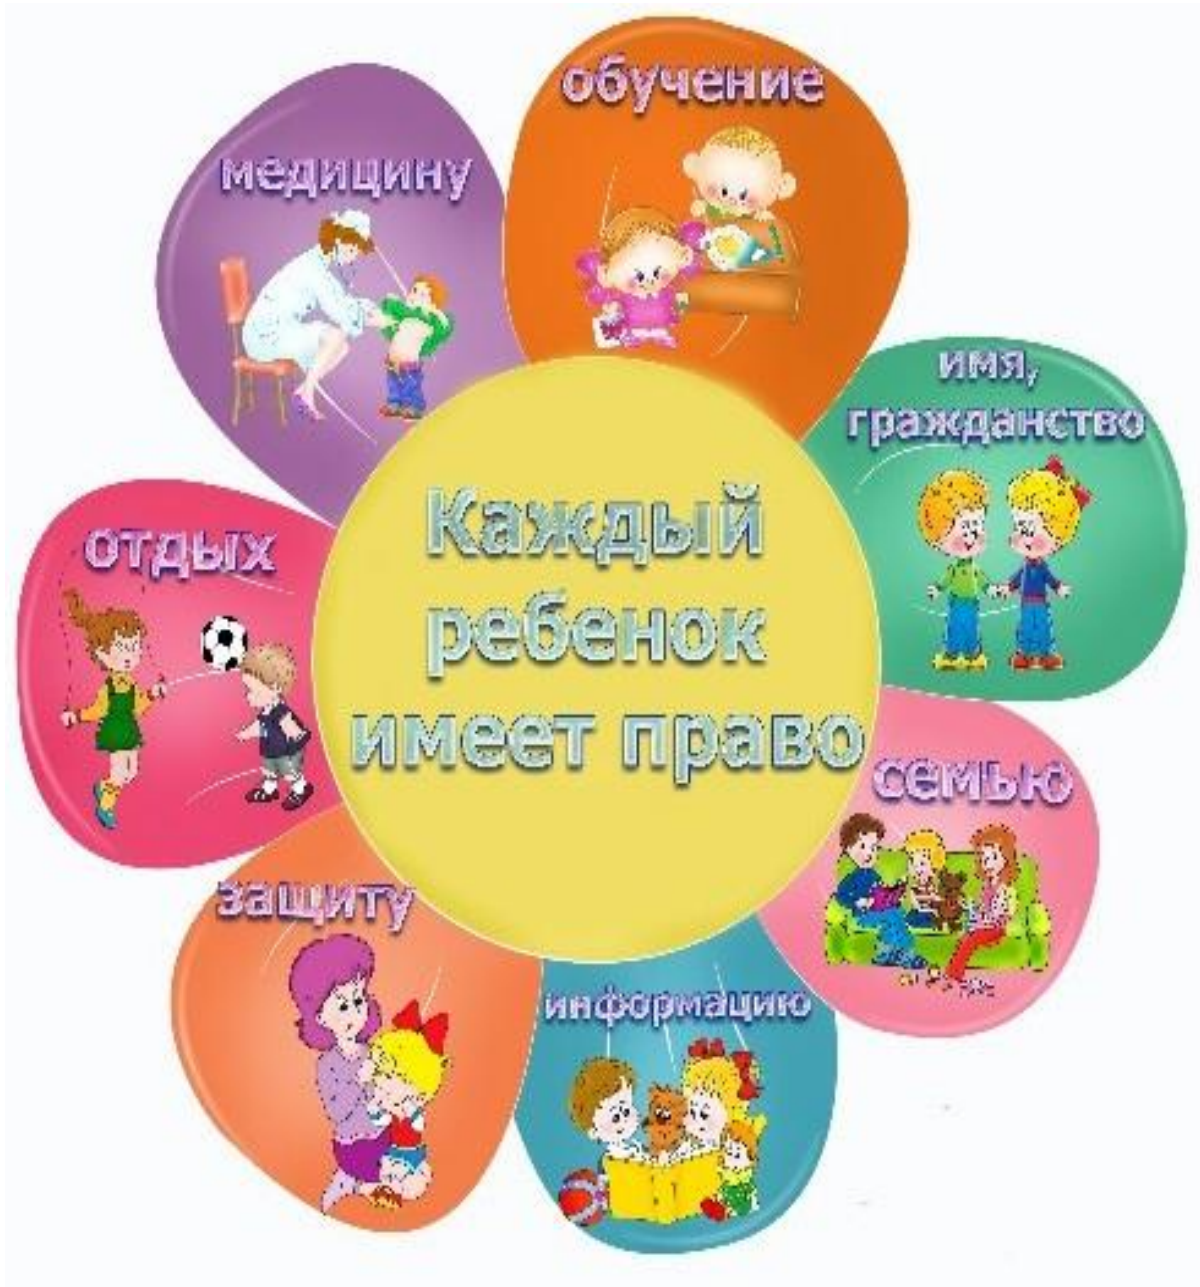 Каждый
ребенок
имеет право
обучение
имя,
гражданство
семью
информацию
защиту
отдых
медицину